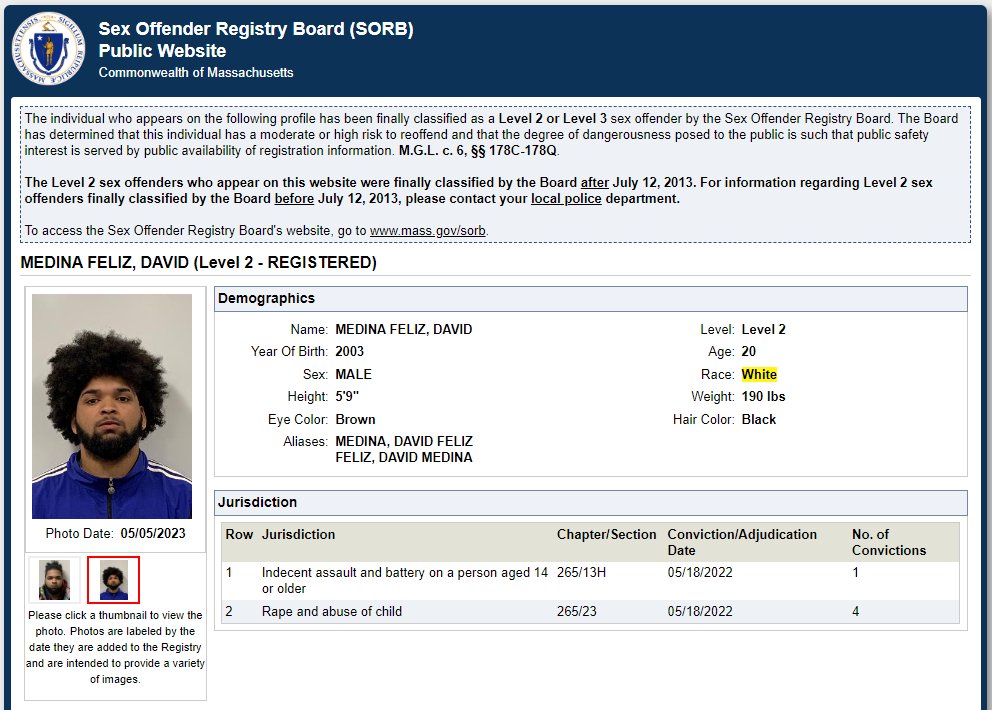 Sex Offender Registry Board (SORB)
Public Website
Commonwealth of Massachusetts
The individual who appears on the following profile has been finally classified as a Level 2 or Level 3 sex offender by the Sex Offender Registry Board. The Board
has determined that this individual has a moderate or high risk to reoffend and that the degree of dangerousness posed to the public is such that public safety
interest is served by public availability of registration information. M.G.L. c. 6, §§ 178C-178Q.
The Level 2 sex offenders who appear on this website were finally classified by the Board after July 12, 2013. For information regarding Level 2 sex
offenders finally classified by the Board before July 12, 2013, please contact your local police department.
To access the Sex Offender Registry Board's website, go to www.mass.gov/sorb.
MEDINA FELIZ, DAVID (Level 2 - REGISTERED)
Photo Date: 05/05/2023
Please click a thumbnail to view the
photo. Photos are labeled by the
date they are added to the Registry
and are intended to provide a variety
of images.
Demographics
Name: MEDINA FELIZ, DAVID Level: Level 2
Year Of Birth: 2003 Age: 20
Sex: MALE Race: White
Height: 5'9" Weight: 190 lbs
Eye Color: Brown Hair Color: Black
Aliases: MEDINA, DAVID FELIZ
FELIZ, DAVID MEDINA
Jurisdiction
Row Jurisdiction Chapter/Section Conviction/Adjudication No. of
Date Convictions
1 Indecent assault and battery on a person aged 14 265/13H 05/18/2022 1
or older
2 Rape and abuse of child 265/23 05/18/2022 4